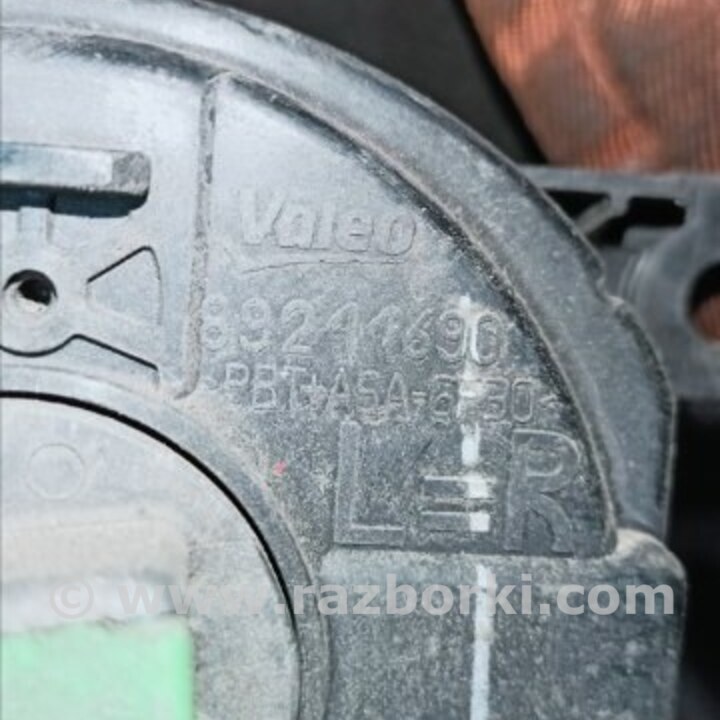 Valeo
89211690
>PBT+ASA-GF30<
L=R
© www.razborki.com